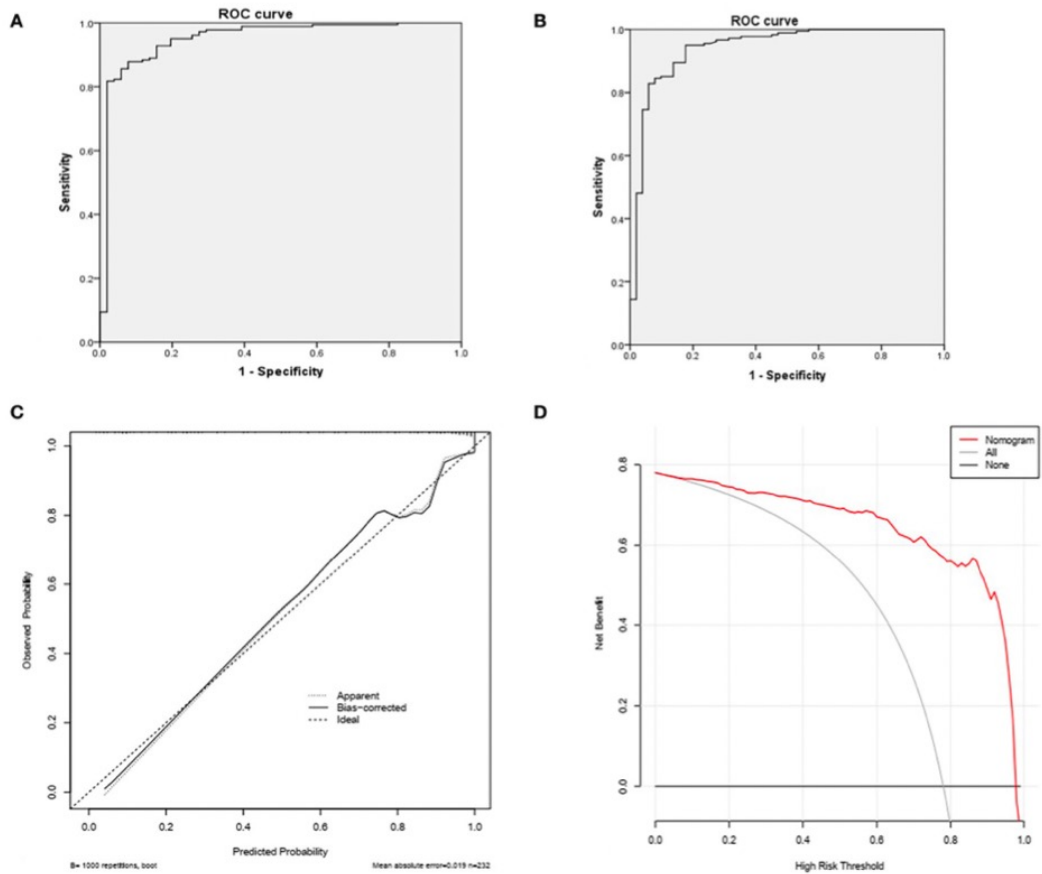 A
ROC curve
Sensitivity
1.0
0.8
0.6
0.4
0.2
0.0
0.0 0.2 0.4 0.6 0.8 1.0
1 - Specificity
B
ROC curve
Sensitivity
1.0
0.8
0.6
0.4
0.2
0.0
0.0 0.2 0.4 0.6 0.8 1.0
1 - Specificity
C
Observed Probability
1.0
0.8
0.6
0.4
0.2
0.0
Apparent
Bias-corrected
Ideal
0.0 0.2 0.4 0.6 0.8 1.0
Predicted Probability
B= 1000 repetitions, boot
Mean absolute error=0.019 n=232
D
Nomogram
All
None
Net Benefit
0.8
0.6
0.4
0.2
0.0
0.0 0.2 0.4 0.6 0.8 1.0
High Risk Threshold